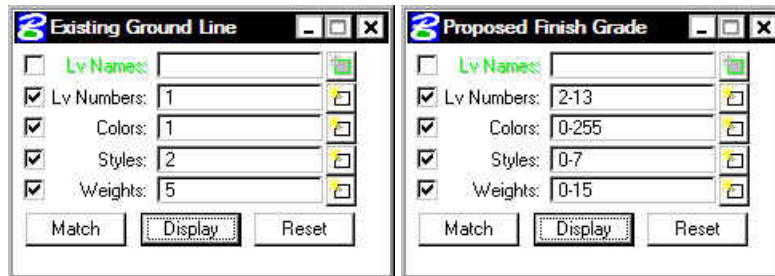 Existing Ground Line
Lv Names:
Lv Numbers: 1
Colors: 1
Styles: 2
Weights: 5
Match Display Reset
Proposed Finish Grade
Lv Names:
Lv Numbers: 2-13
Colors: 0-255
Styles: 0-7
Weights: 0-15
Match Display Reset